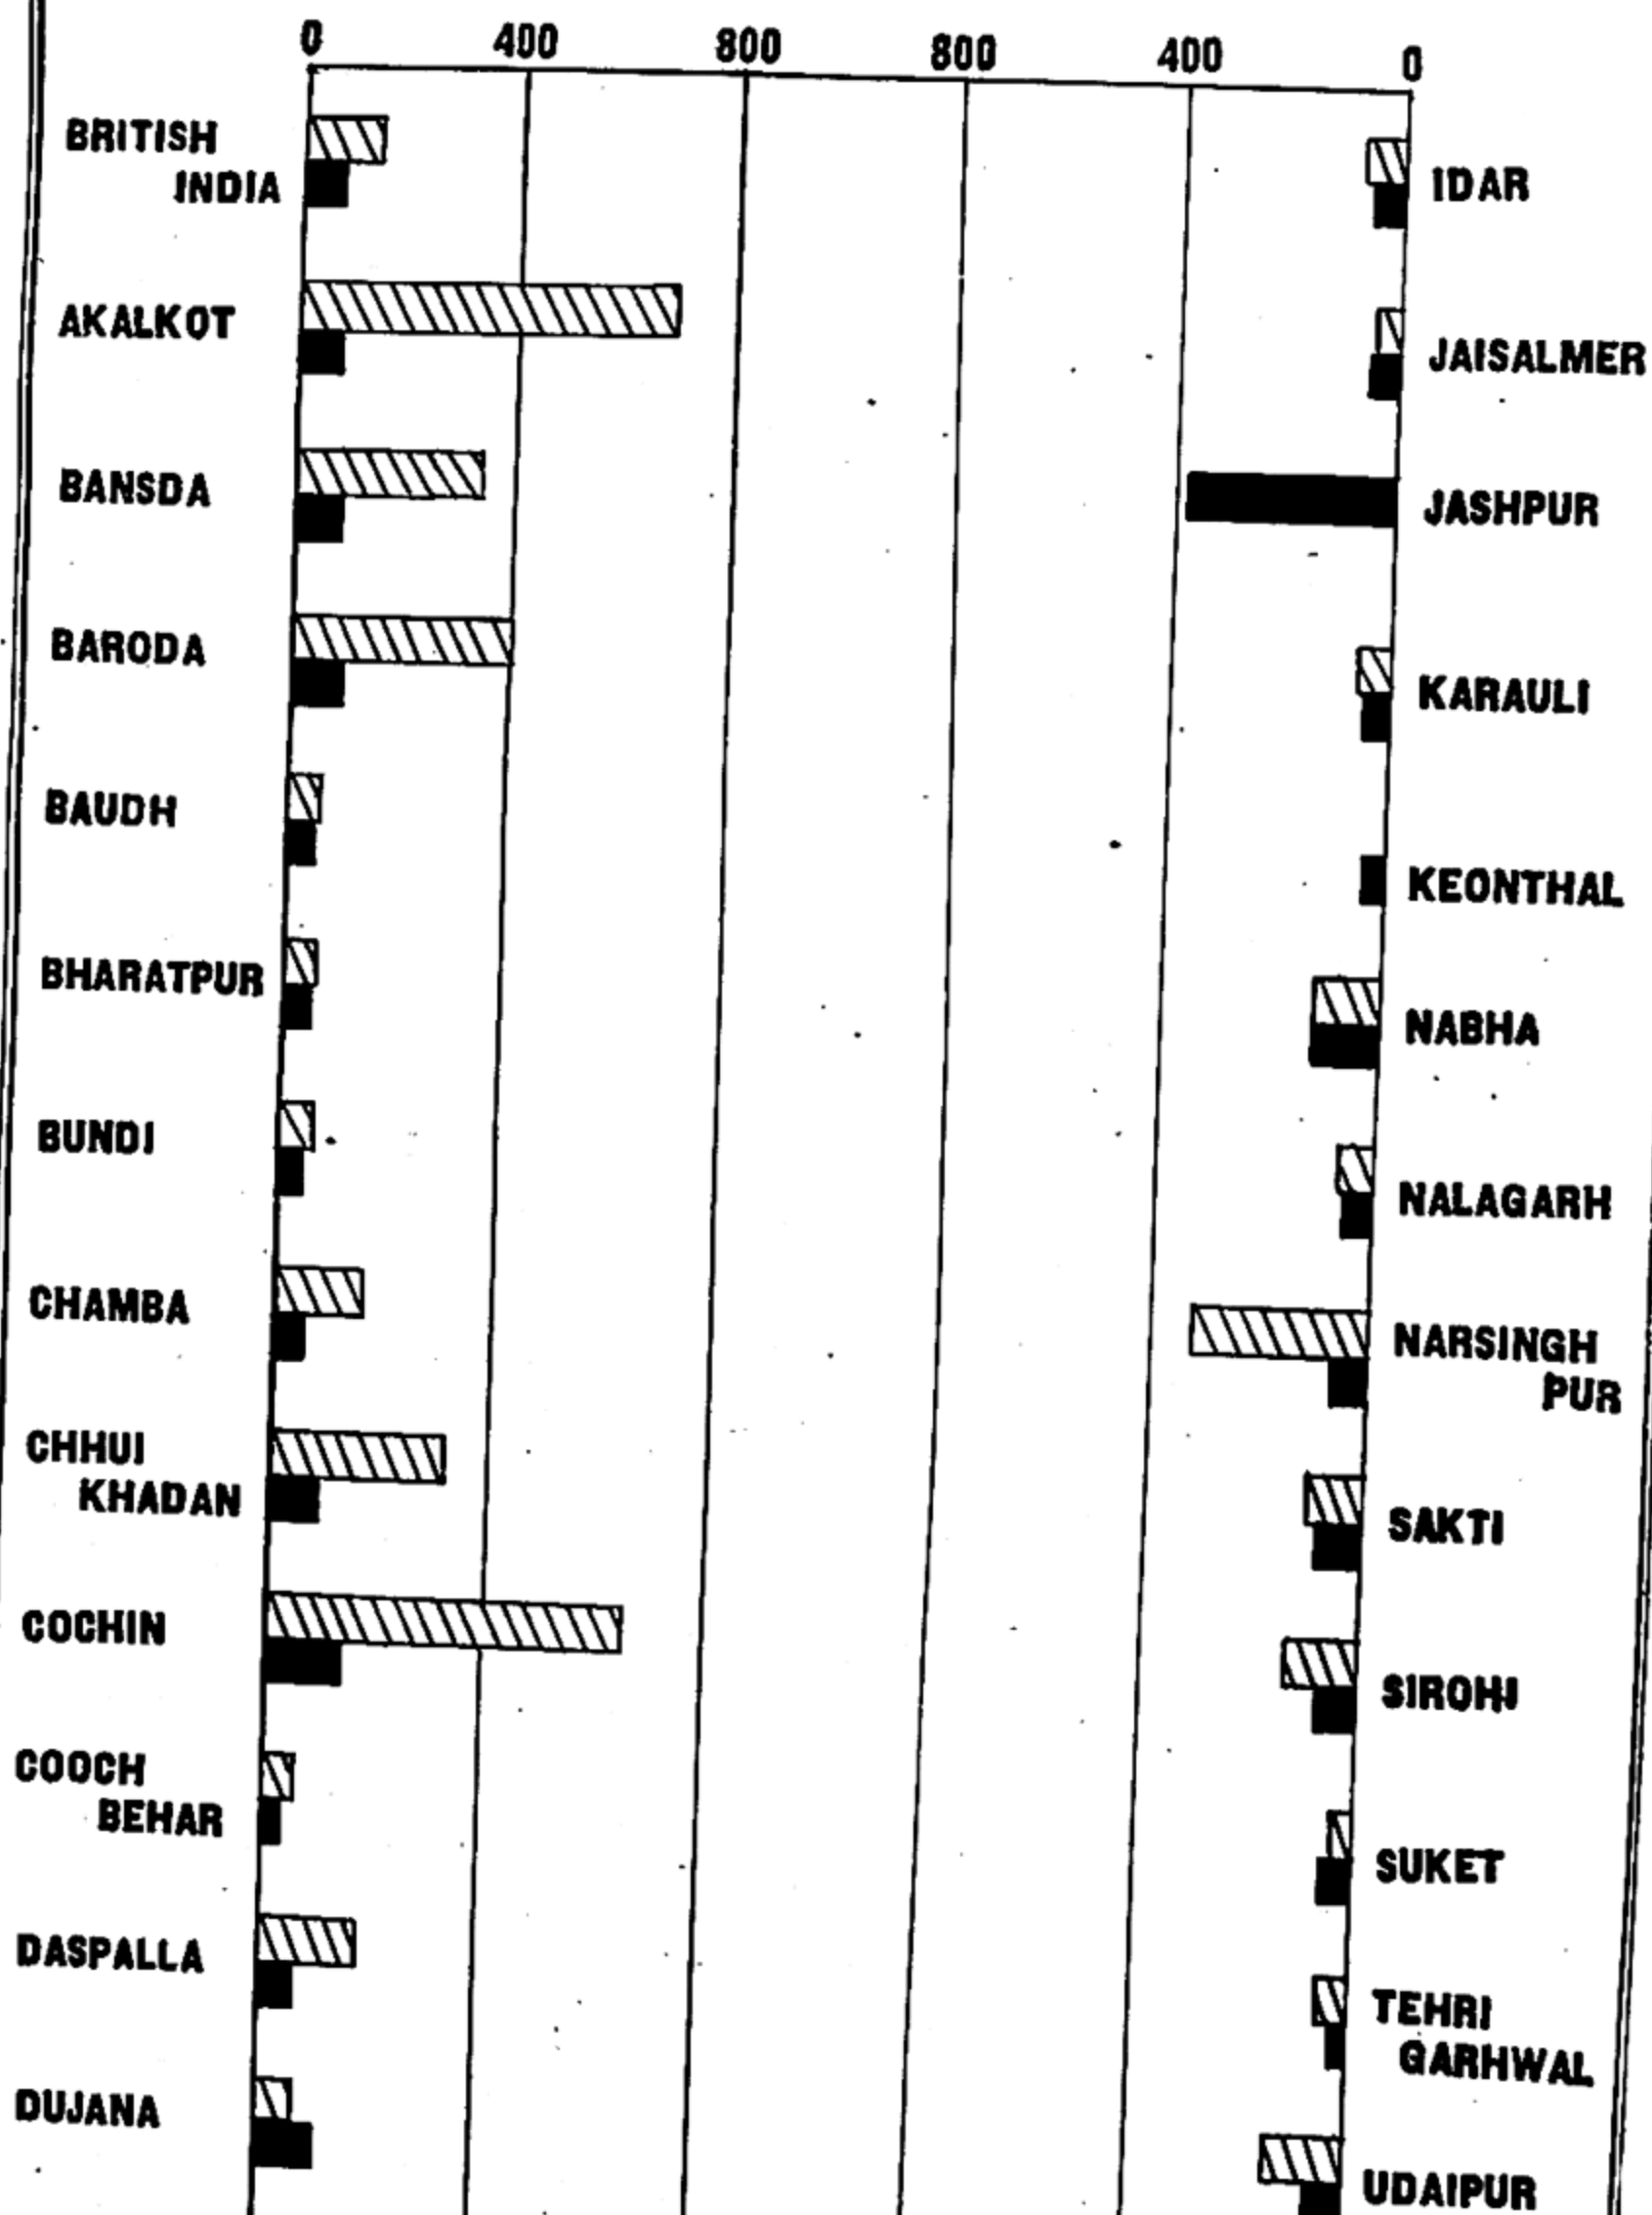 0 400 800 800 400 0
BRITISH
INDIA
AKALKOT
BANSDA
BARODA
BAUDH
BHARATPUR
BUNDI
CHAMBA
CHHUI
KHADAN
COCHIN
COOCH
BEHAR
DASPALLA
DUJANA
IDAR
JAISALMER
JASHPUR
KARAULI
KEONTHAL
NABHA
NALAGARH
NARSINGH
PUR
SAKTI
SIROHI
SUKET
TEHRI
GARHWAL
UDAIPUR